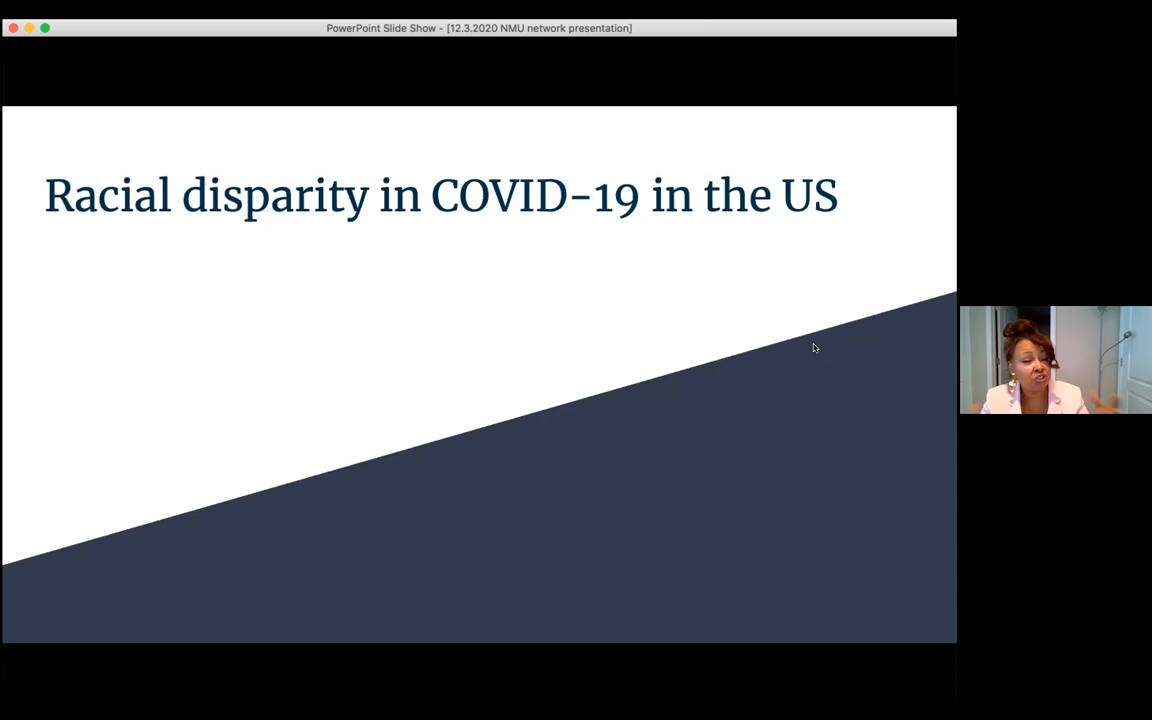 PowerPoint Slide Show - [12.3.2020 NMU network presentation]
Racial disparity in COVID-19 in the US